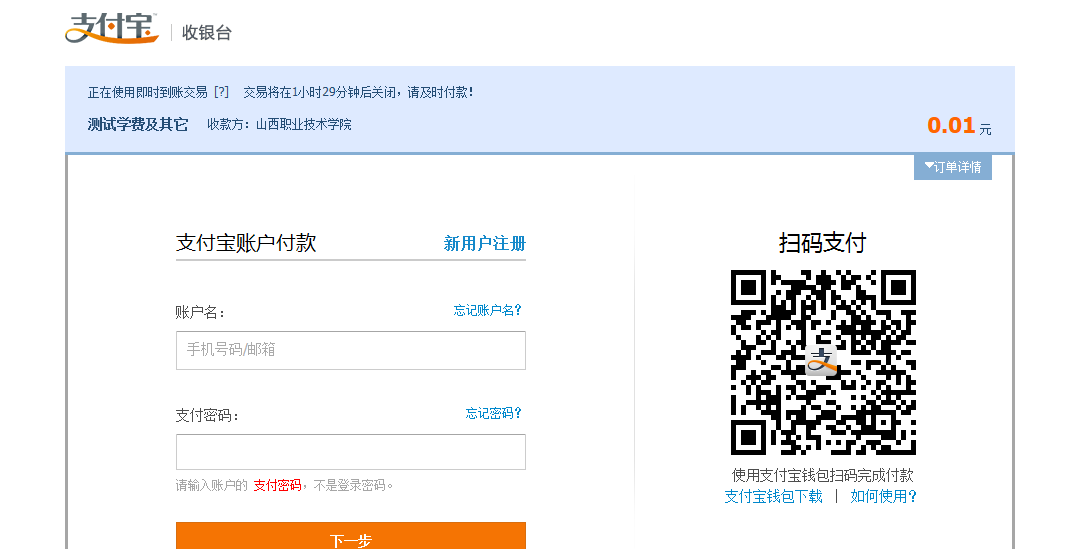 支付宝™ 收银台
正在使用即时到账交易 [?] 交易将在1小时29分钟后关闭，请及时付款！
测试学费及其它 收款方：山西职业技术学院 0.01 元
订单详情
支付宝账户付款 新用户注册
扫码支付
账户名： 忘记账户名？
手机号码/邮箱
支
支付密码： 忘记密码？
请输入账户的 支付密码，不是登录密码。
使用支付宝钱包扫码完成付款
支付宝钱包下载 | 如何使用？
下一步